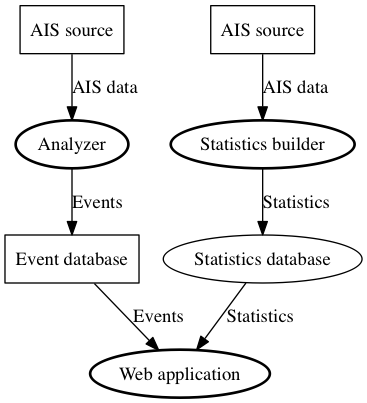 AIS source
AIS source
AIS data
AIS data
Analyzer
Statistics builder
Events
Statistics
Event database
Statistics database
Events
Statistics
Web application